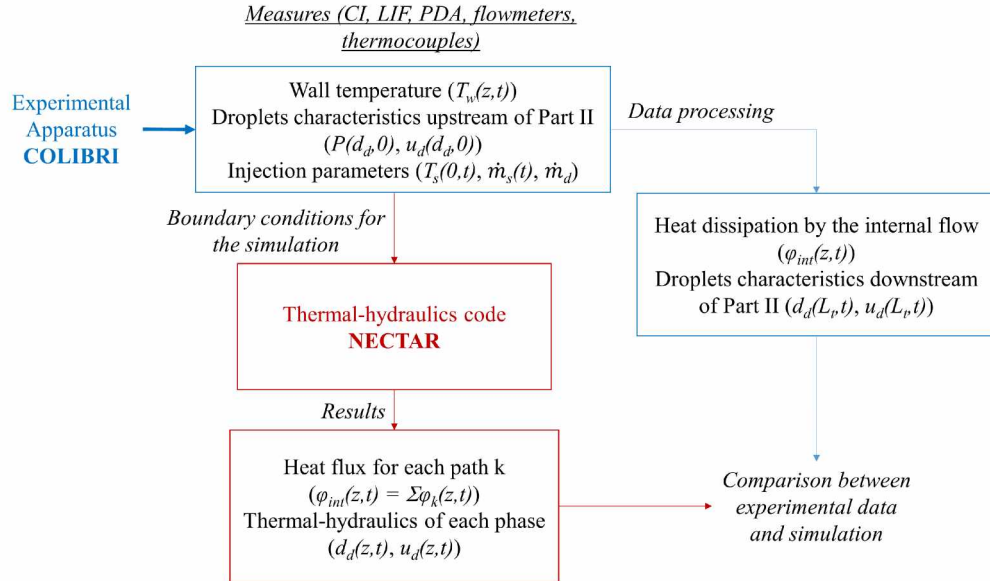 Measures (CI, LIF, PDA, flowmeters,
thermocouples)
Experimental
Apparatus
COLIBRI
Wall temperature (T_w(z,t))
Droplets characteristics upstream of Part II
(P(d_d,0), u_d(d_d,0))
Injection parameters (T_s(0,t), ṁ_s(t), ṁ_d)
Data processing
Boundary conditions for
the simulation
Heat dissipation by the internal flow
(φ_int(z,t))
Droplets characteristics downstream
of Part II (d_d(L_t,t), u_d(L_t,t))
Thermal-hydraulics code
NECTAR
Results
Heat flux for each path k
(φ_int(z,t) = Σφ_k(z,t))
Thermal-hydraulics of each phase
(d_d(z,t), u_d(z,t))
Comparison between
experimental data
and simulation